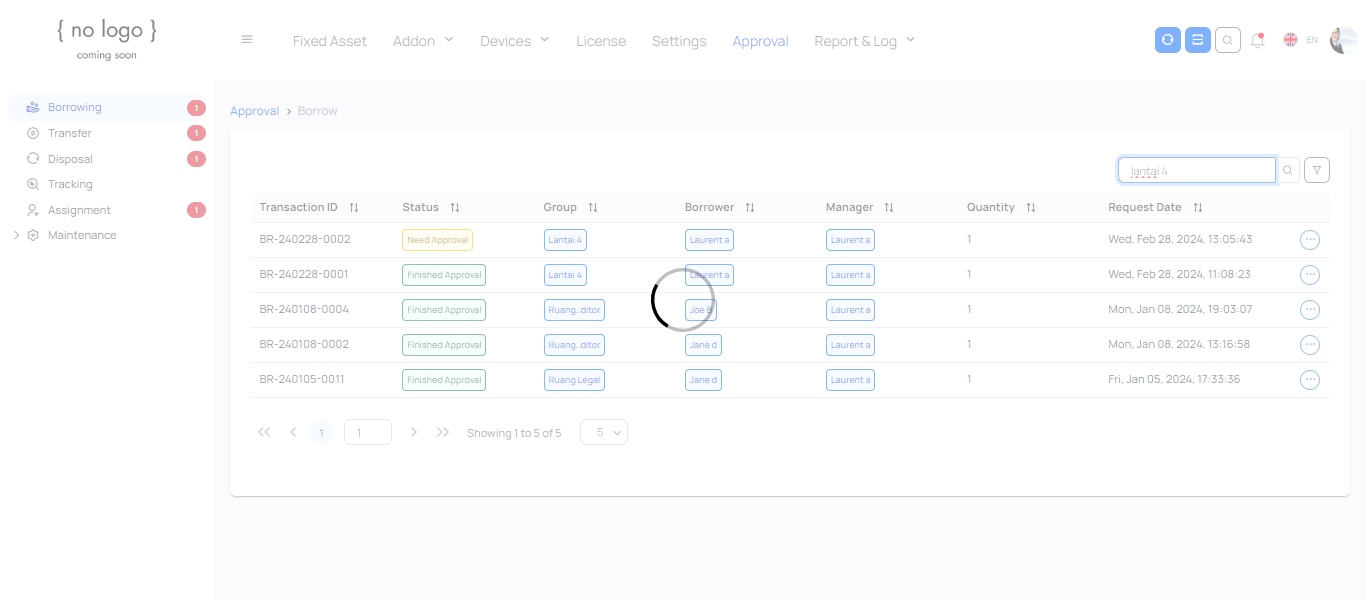 { no logo }
coming soon
Fixed Asset Addon Devices License Settings Approval Report & Log EN
Borrowing 1
Transfer 1
Disposal 1
Tracking
Assignment 1
Maintenance
Approval > Borrow
lantai 4
Transaction ID Status Group Borrower Manager Quantity Request Date
BR-240228-0002 Need Approval Lantai 4 Laurent a Laurent a 1 Wed, Feb 28, 2024, 13:05:43
BR-240228-0001 Finished Approval Lantai 4 Laurent a Laurent a 1 Wed, Feb 28, 2024, 11:08:23
BR-240108-0004 Finished Approval Ruang..ditor Joe B Laurent a 1 Mon, Jan 08, 2024, 19:03:07
BR-240108-0002 Finished Approval Ruang..ditor Jane d Laurent a 1 Mon, Jan 08, 2024, 13:16:58
BR-240105-0011 Finished Approval Ruang Legal Jane d Laurent a 1 Fri, Jan 05, 2024, 17:33:36
1 1 Showing 1 to 5 of 5 5